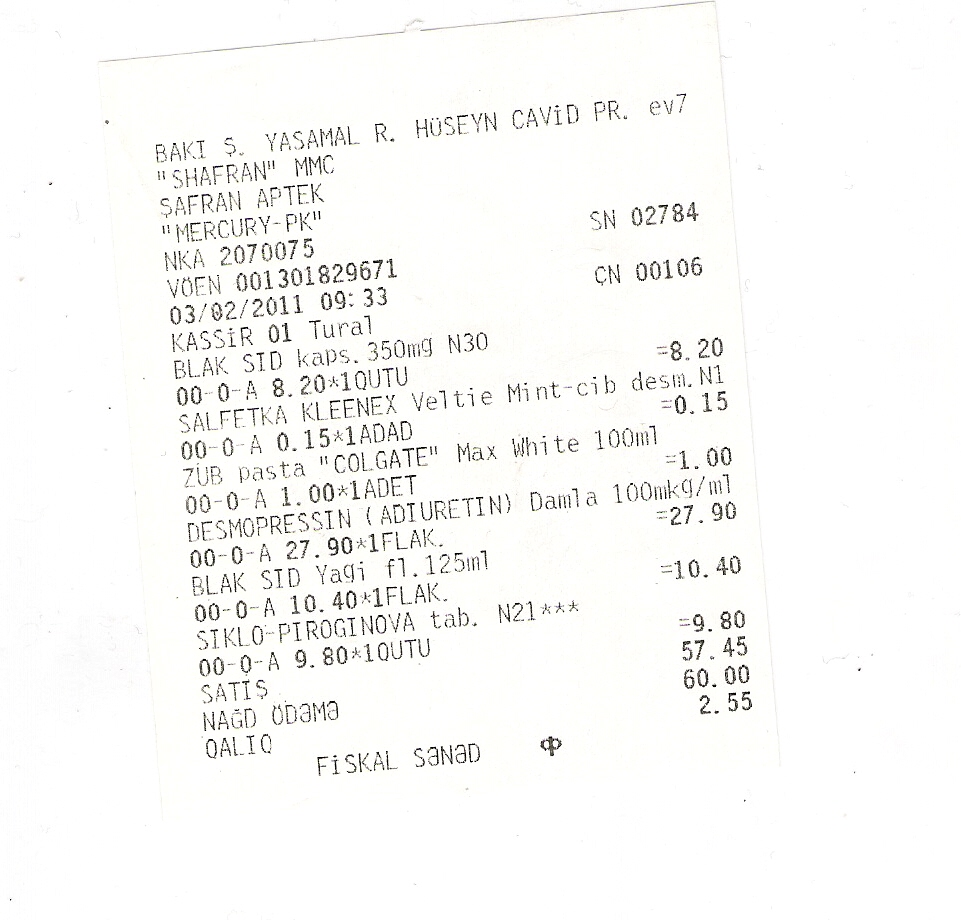 BAKI Ş. YASAMAL R. HÜSEYN CAVİD PR. ev7
"SHAFRAN" MMC
ŞAFRAN APTEK
"MERCURY-PK" SN 02784
NKA 2070075
VÖEN 001301829671 ÇN 00106
03/02/2011 09:33
KASSİR 01 Tural
BLAK SID kaps.350mg N30
00-0-A 8.20*1QUTU =8.20
SALFETKA KLEENEX Veltie Mint-cib desm.N1
00-0-A 0.15*1ADAD =0.15
ZUB pasta "COLGATE" Max White 100ml
00-0-A 1.00*1ADET =1.00
DESMOPRESSIN (ADIURETIN) Damla 100mkg/ml
00-0-A 27.90*1FLAK. =27.90
BLAK SID Yagi fl.125ml
00-0-A 10.40*1FLAK. =10.40
SIKLO-PIROGINOVA tab. N21***
00-0-A 9.80*1QUTU =9.80
SATİŞ 57.45
NAĞD ÖDƏMƏ 60.00
QALIQ 2.55
FİSKAL SƏNƏD Ф